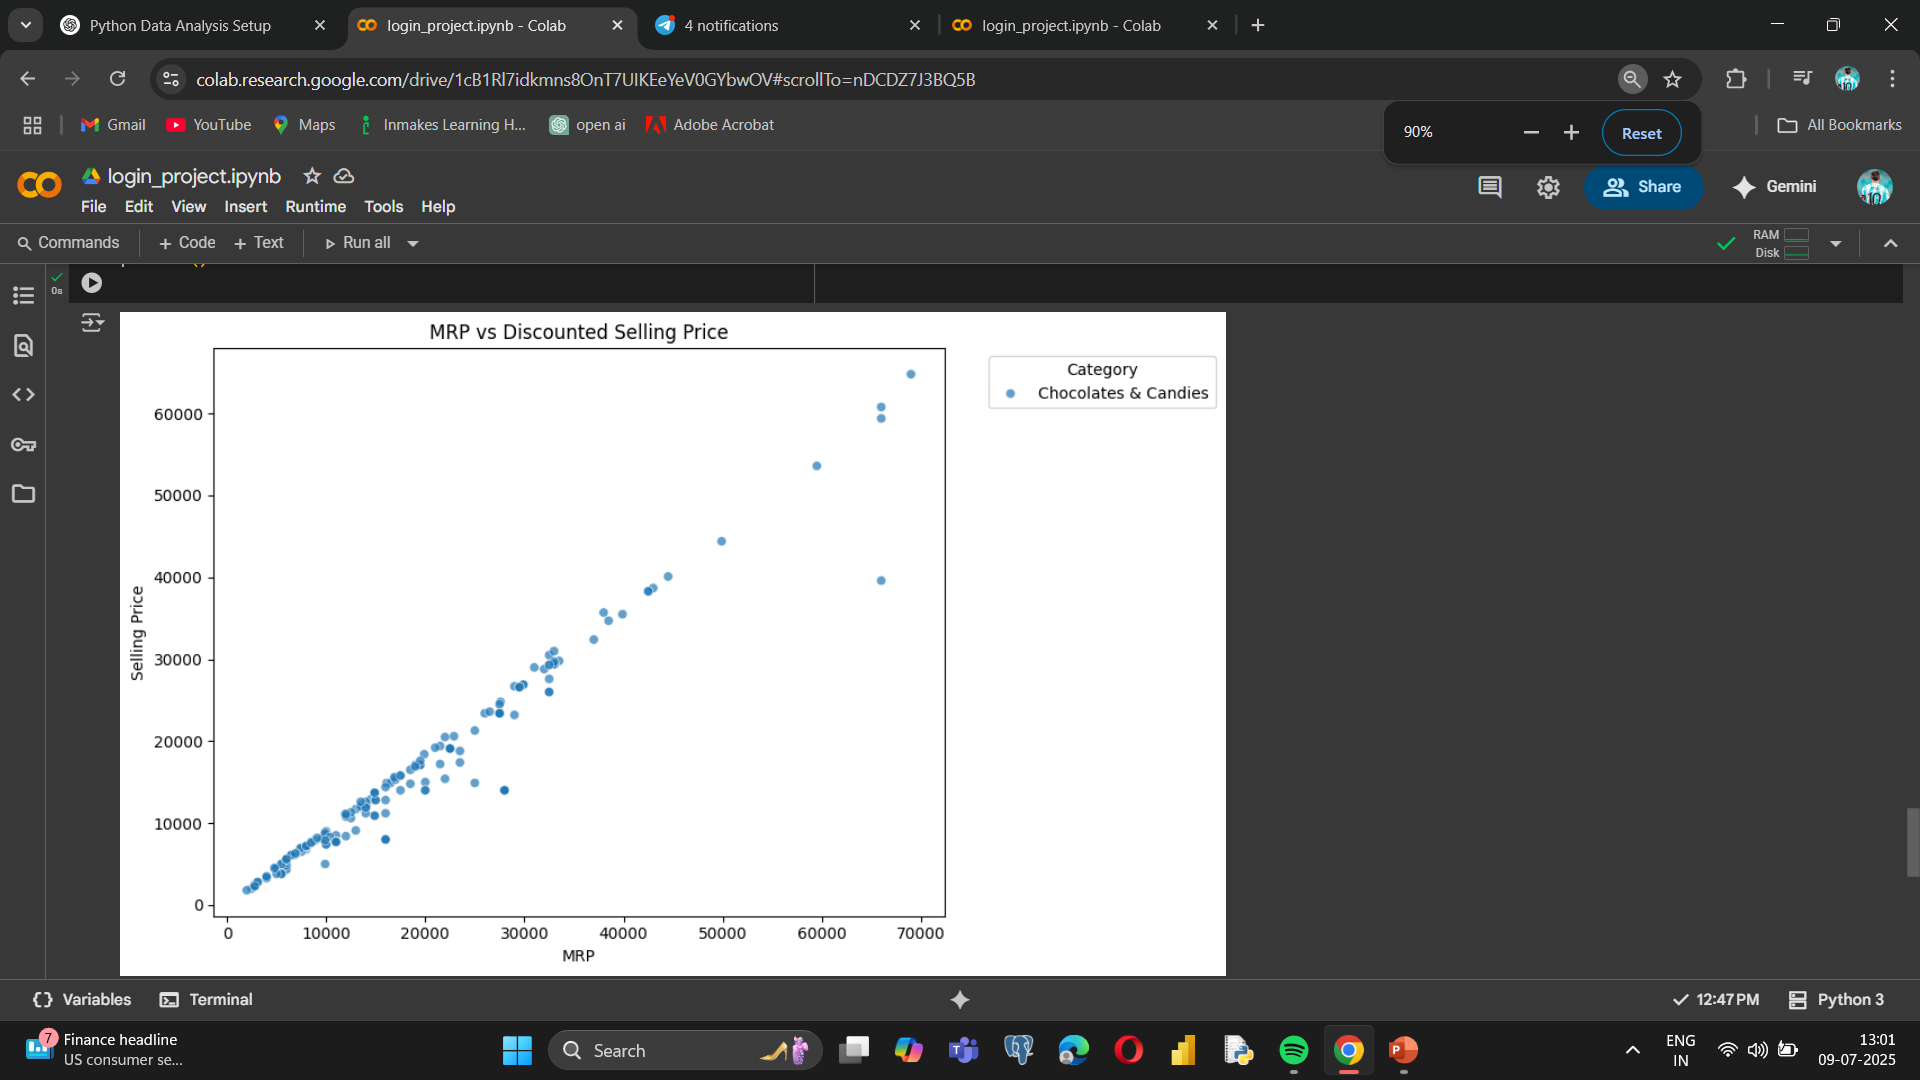 Python Data Analysis Setup
login_project.ipynb - Colab
4 notifications
login_project.ipynb - Colab
colab.research.google.com/drive/1cB1Rl7idkmns8OnT7UIKEeYeV0GYbwOV#scrollTo=nDCDZ7J3BQ5B
Gmail
YouTube
Maps
Inmakes Learning H...
open ai
Adobe Acrobat
90%
Reset
All Bookmarks
login_project.ipynb
File Edit View Insert Runtime Tools Help
Share
Gemini
Commands
+ Code + Text
Run all
RAM
Disk
0s
MRP vs Discounted Selling Price
Category
Chocolates & Candies
60000
50000
40000
30000
20000
10000
0
Selling Price
0 10000 20000 30000 40000 50000 60000 70000
MRP
Variables
Terminal
12:47 PM
Python 3
7
Finance headline
US consumer se...
Search
ENG
IN
13:01
09-07-2025